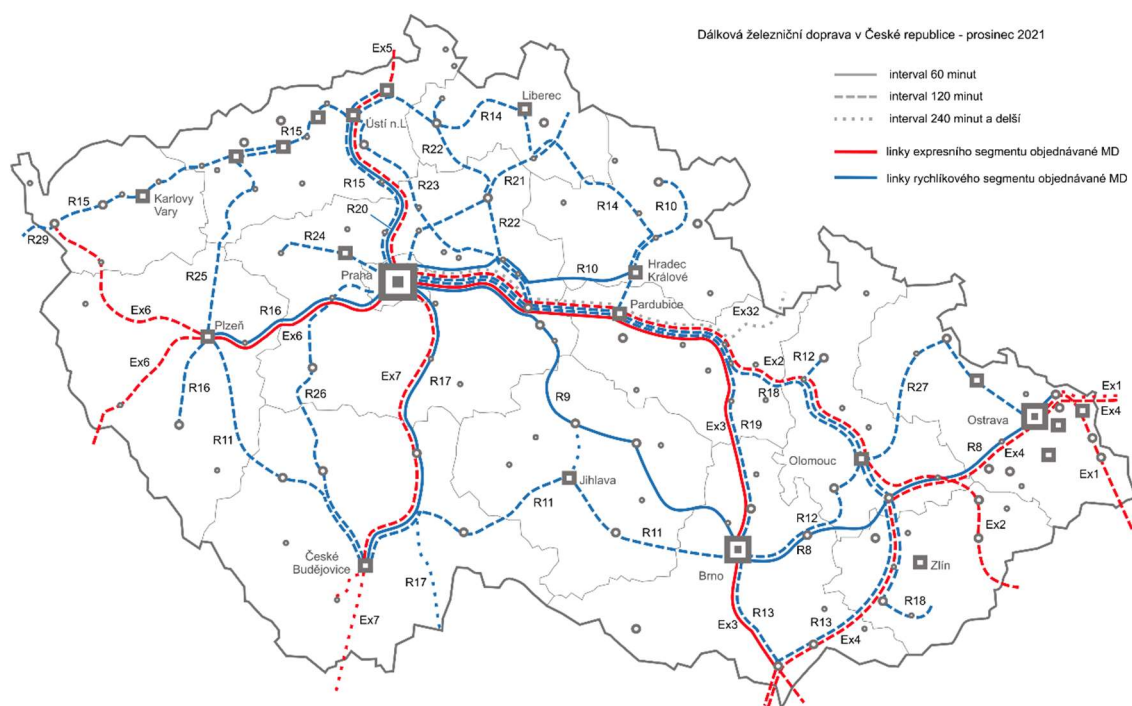 Dálková železniční doprava v České republice - prosinec 2021
interval 60 minut
interval 120 minut
interval 240 minut a delší
linky expresního segmentu objednávané MD
linky rychlíkového segmentu objednávané MD
Ex5
Liberec
R14
Ústí n.L
R15
R22
R21
R23
R15
R14
R10
Karlovy
Vary
R15
R20
R22
R29
R24
Praha
R10
Hradec
Králové
R25
Pardubice
Ex32
Ex6
R16
Plzeň
Ex6
Ex2
R12
Ex6
R16
Ex7
R17
R18
R27
Ex1
R26
R9
Ex3
R19
Ostrava
Ex4
R11
R8
Ex4
Olomouc
Jihlava
R11
Ex1
R12
Ex2
R11
R8
České
Budějovice
Brno
Zlín
R17
R18
Ex7
Ex3
R13
R13
Ex4